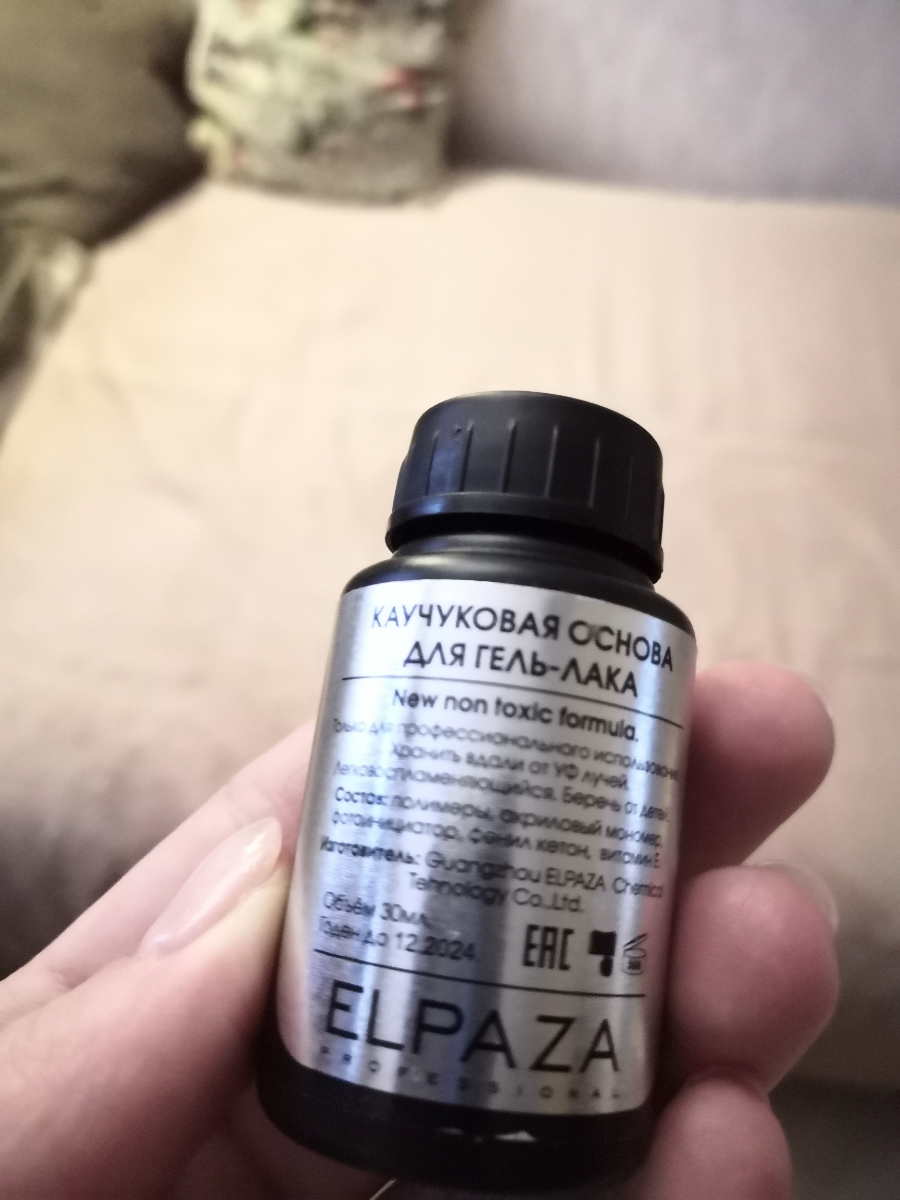 КАУЧУКОВАЯ ОСНОВА
ДЛЯ ГЕЛЬ-ЛАКА
New non toxic formula.
Только для профессионального использования.
Хранить вдали от УФ лучей.
Легковоспламеняющийся. Беречь от детей.
Состав: полимеры, акриловый мономер,
фотоинициатор, фенил кетон, витамин Е.
Изготовитель: Guangzhou ELPAZA Chemical
Tehnology Co.,Ltd.
Объём 30мл.
Годен до 12.2024
EAC
ELPAZA
PROFESSIONAL